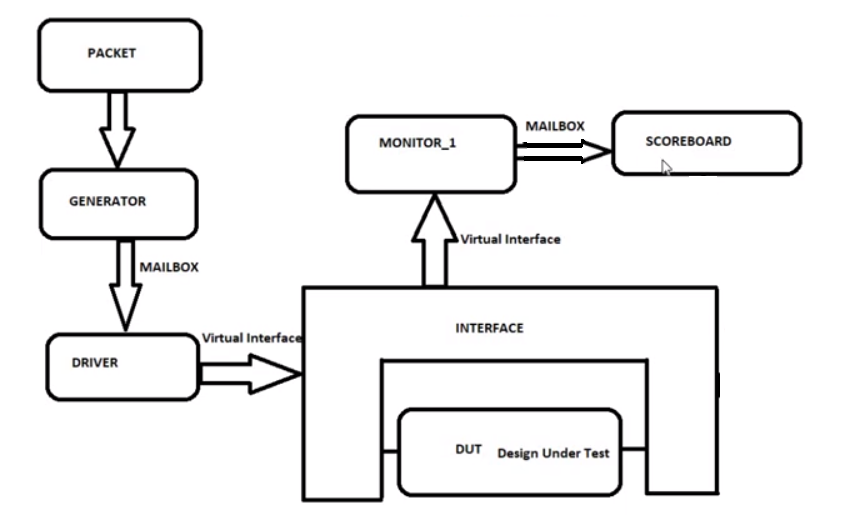 PACKET
GENERATOR
MAILBOX
DRIVER
Virtual Interface
MONITOR_1
MAILBOX
SCOREBOARD
Virtual Interface
INTERFACE
DUT Design Under Test